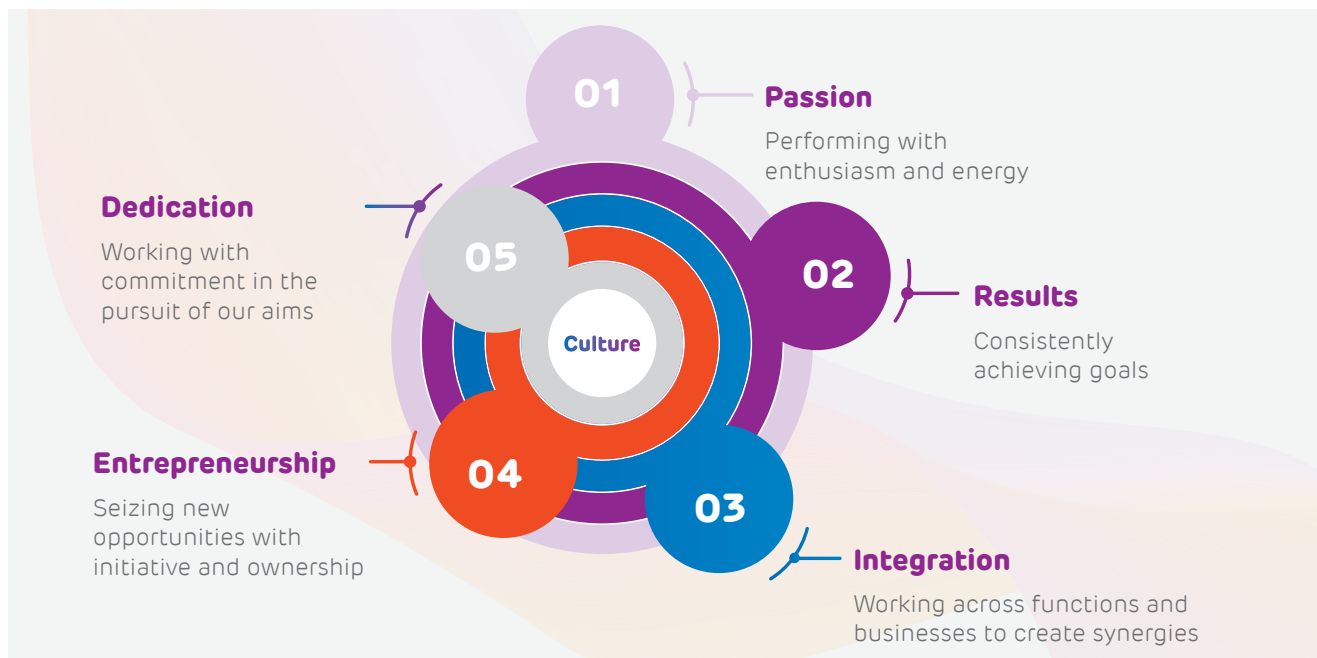 01
Passion
Performing with
enthusiasm and energy
02
Results
Consistently
achieving goals
03
Integration
Working across functions and
businesses to create synergies
04
Entrepreneurship
Seizing new
opportunities with
initiative and ownership
05
Dedication
Working with
commitment in the
pursuit of our aims
Culture